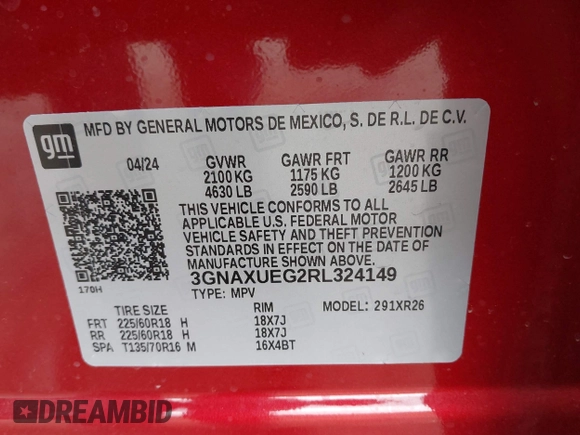 gm
MFD BY GENERAL MOTORS DE MEXICO, S. DE R.L. DE C.V.
04/24 GVWR GAWR FRT GAWR RR
2100 KG 1175 KG 1200 KG
4630 LB 2590 LB 2645 LB
THIS VEHICLE CONFORMS TO ALL
APPLICABLE U.S. FEDERAL MOTOR
VEHICLE SAFETY AND THEFT PREVENTION
STANDARDS IN EFFECT ON THE DATE OF
MANUFACTURE SHOWN ABOVE.
170H
3GNAXUEG2RL324149
TYPE: MPV
TIRE SIZE RIM MODEL: 291XR26
FRT 225/60R18 H 18X7J
RR 225/60R18 H 18X7J
SPA T135/70R16 M 16X4BT
DREAMBID